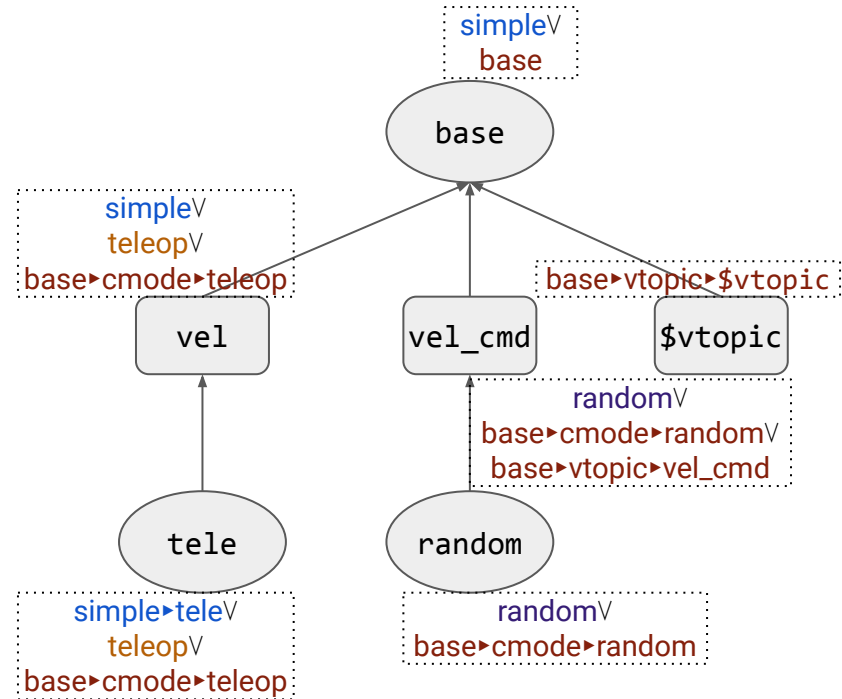 simple∨
base
base
simple∨
teleop∨
base▸cmode▸teleop
base▸vtopic▸$vtopic
vel
vel_cmd
$vtopic
random∨
base▸cmode▸random∨
base▸vtopic▸vel_cmd
tele
random
simple▸tele∨
teleop∨
base▸cmode▸teleop
random∨
base▸cmode▸random